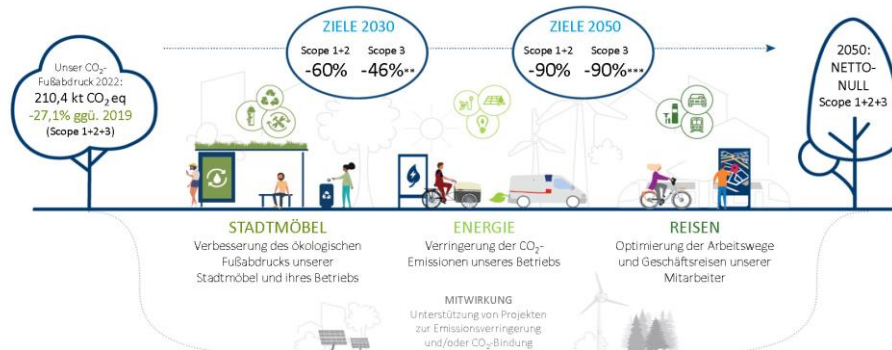 Unser CO₂-
Fußabdruck 2022:
210,4 kt CO₂ eq
-27,1% ggü. 2019
(Scope 1+2+3)
ZIELE 2030
Scope 1+2 Scope 3
-60% -46%**
ZIELE 2050
Scope 1+2 Scope 3
-90% -90%***
2050:
NETTO-
NULL
Scope 1+2+3
STADTMÖBEL
Verbesserung des ökologischen
Fußabdrucks unserer
Stadtmöbel und ihres Betriebs
ENERGIE
Verringerung der CO₂-
Emissionen unseres Betriebs
REISEN
Optimierung der Arbeitswege
und Geschäftsreisen unserer
Mitarbeiter
MITWIRKUNG
Unterstützung von Projekten
zur Emissionsverringerung
und/oder CO₂-Bindung